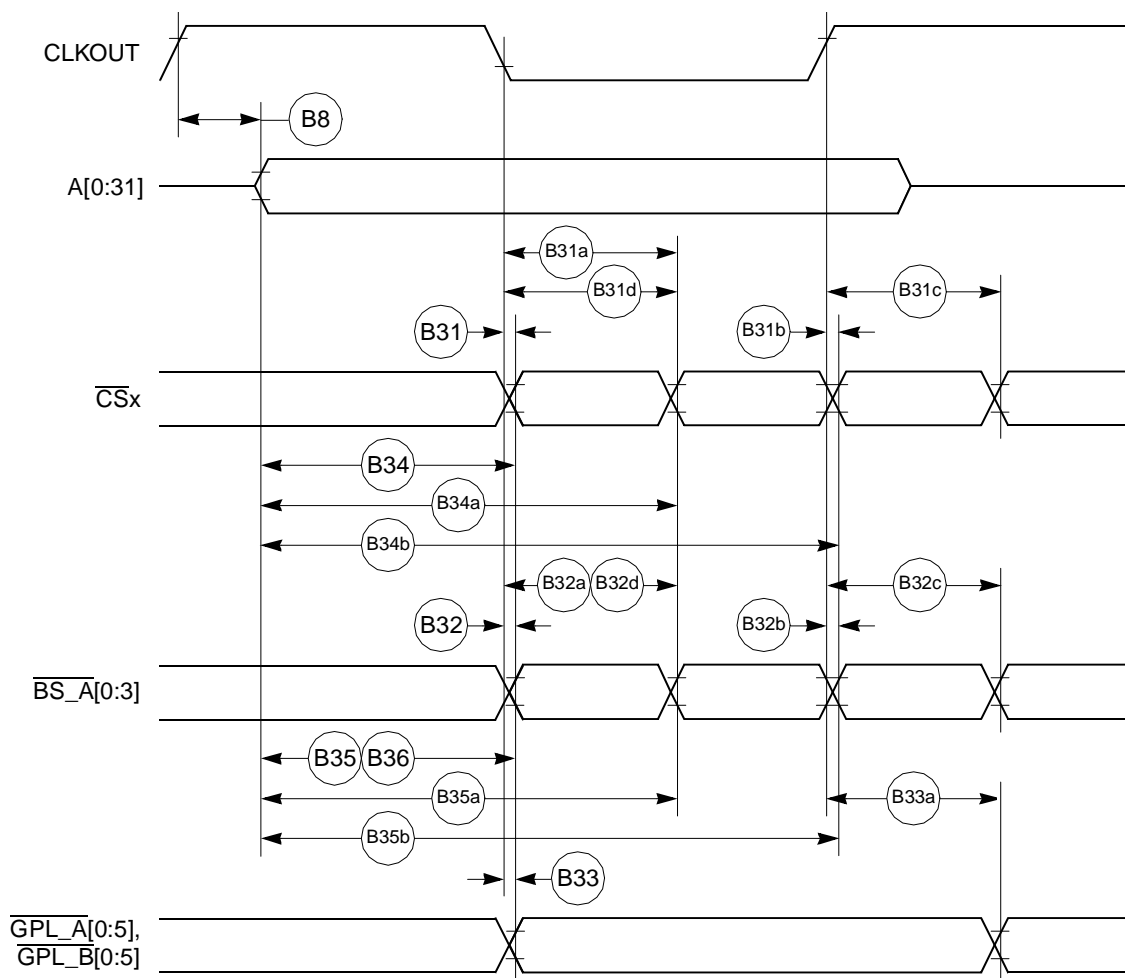 CLKOUT
B8
A[0:31]
B31a
B31d
B31c
B31
B31b
CSx
B34
B34a
B34b
B32a
B32d
B32c
B32
B32b
BS_A[0:3]
B35
B36
B35a
B33a
B35b
B33
GPL_A[0:5],
GPL_B[0:5]